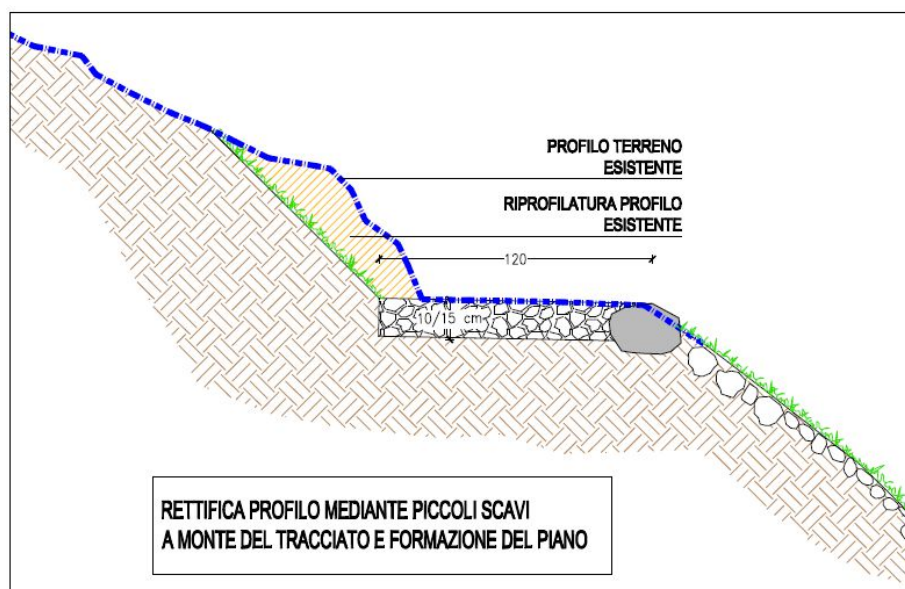 PROFILO TERRENO
ESISTENTE
RIPROFILATURA PROFILO
ESISTENTE
120
10/15 cm
RETTIFICA PROFILO MEDIANTE PICCOLI SCAVI
A MONTE DEL TRACCIATO E FORMAZIONE DEL PIANO